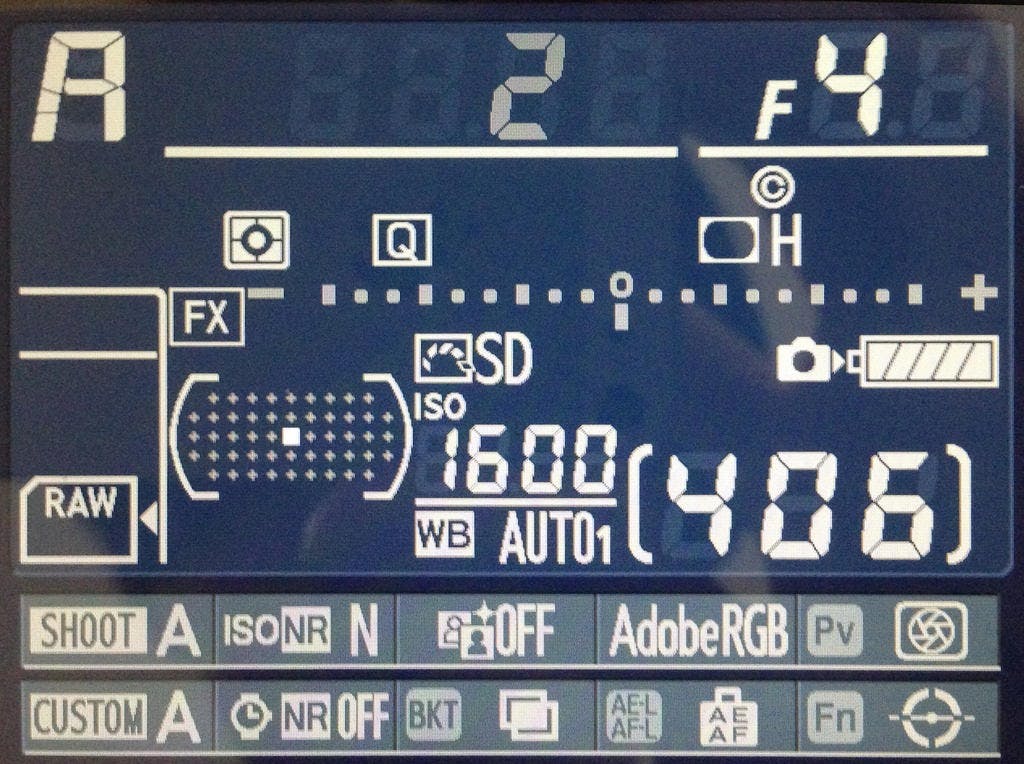 A 2 F4
©
Q H
− 0 +
FX
SD
ISO
1600
RAW (406)
WB AUTO1
SHOOT A ISO NR N OFF AdobeRGB Pv
CUSTOM A NR OFF BKT AE-L AF-L AE AF Fn